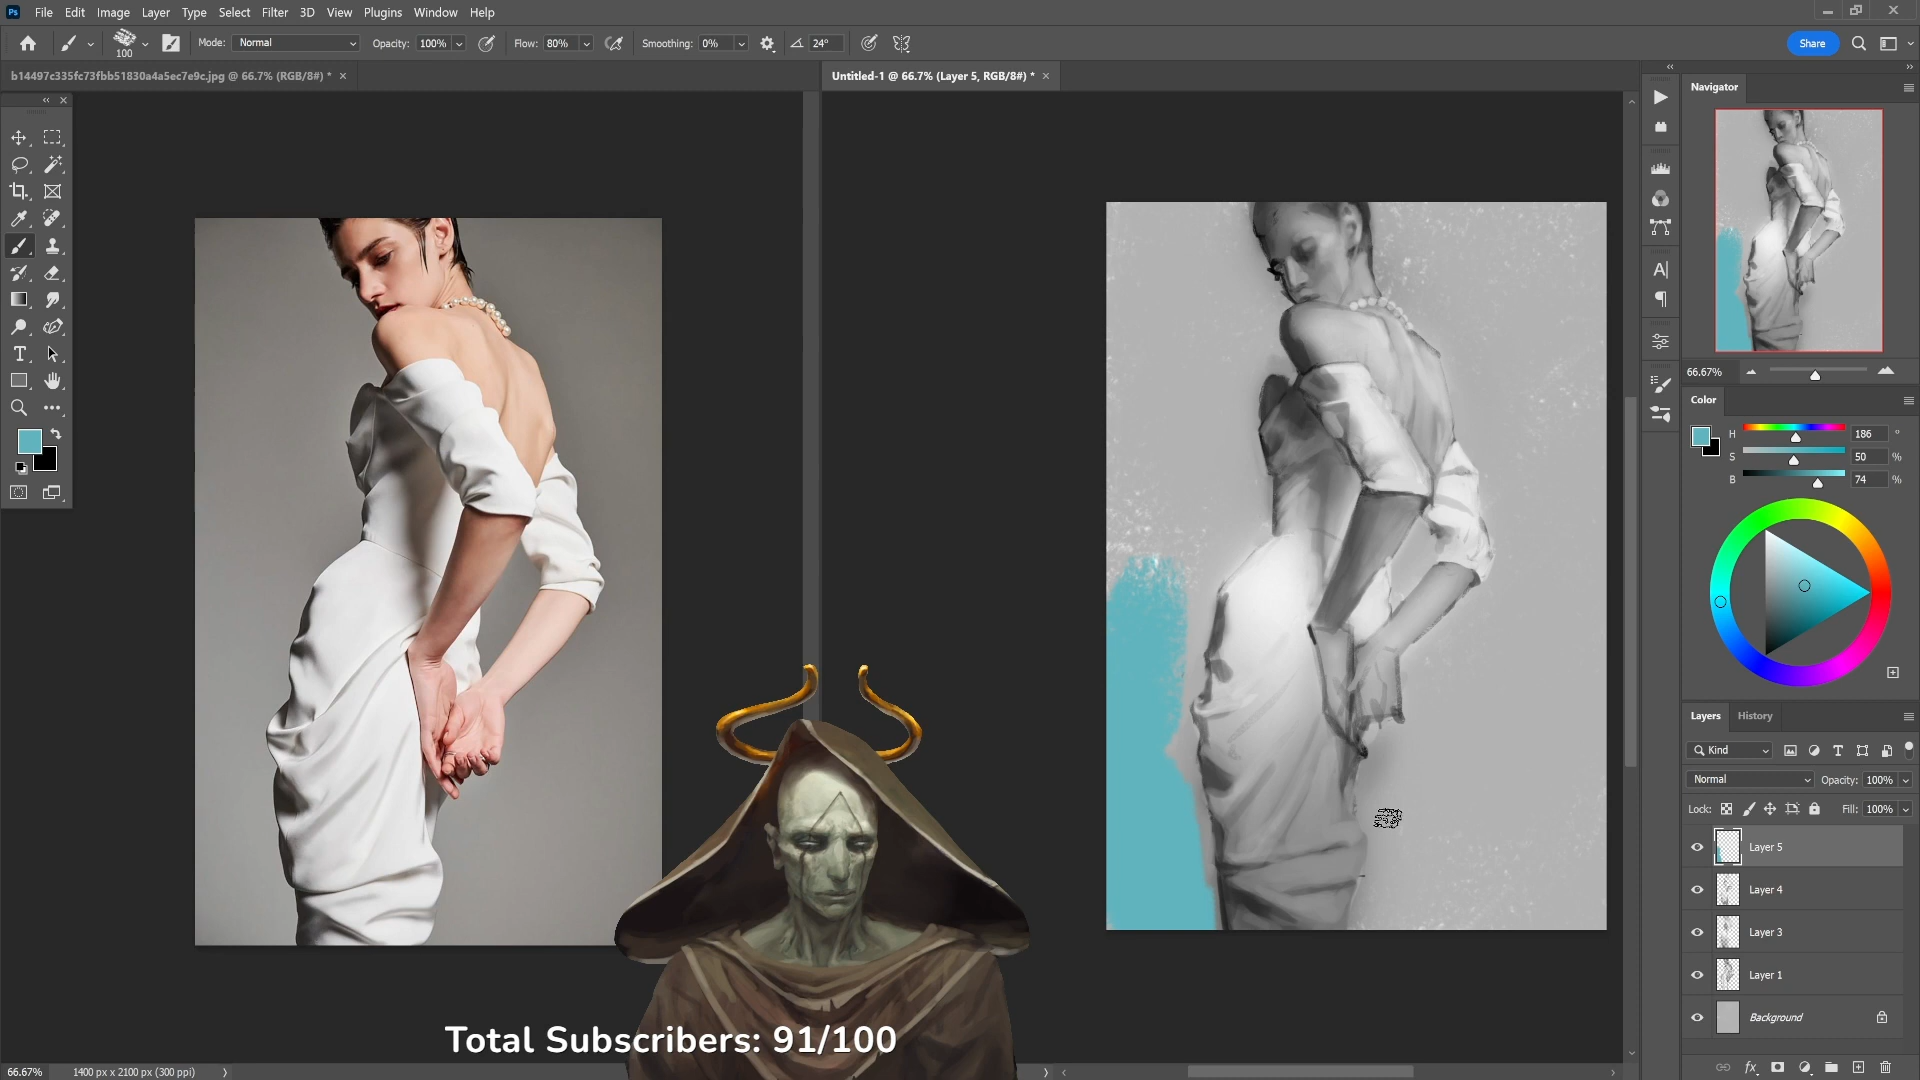 Ps File Edit Image Layer Type Select Filter 3D View Plugins Window Help
100 Mode: Normal Opacity: 100% Flow: 80% Smoothing: 0% 24° Share
b14497c335fc73fbb51830a4a5ec7e9c.jpg @ 66.7% (RGB/8#) * ×
Untitled-1 @ 66.7% (Layer 5, RGB/8#) * ×
Navigator
66.67%
Color
H 186 °
S 50 %
B 74 %
Layers History
Kind
Normal Opacity: 100%
Lock: Fill: 100%
Layer 5
Layer 4
Layer 3
Layer 1
Background
fx
Total Subscribers: 91/100
66.67% 1400 px x 2100 px (300 ppi)